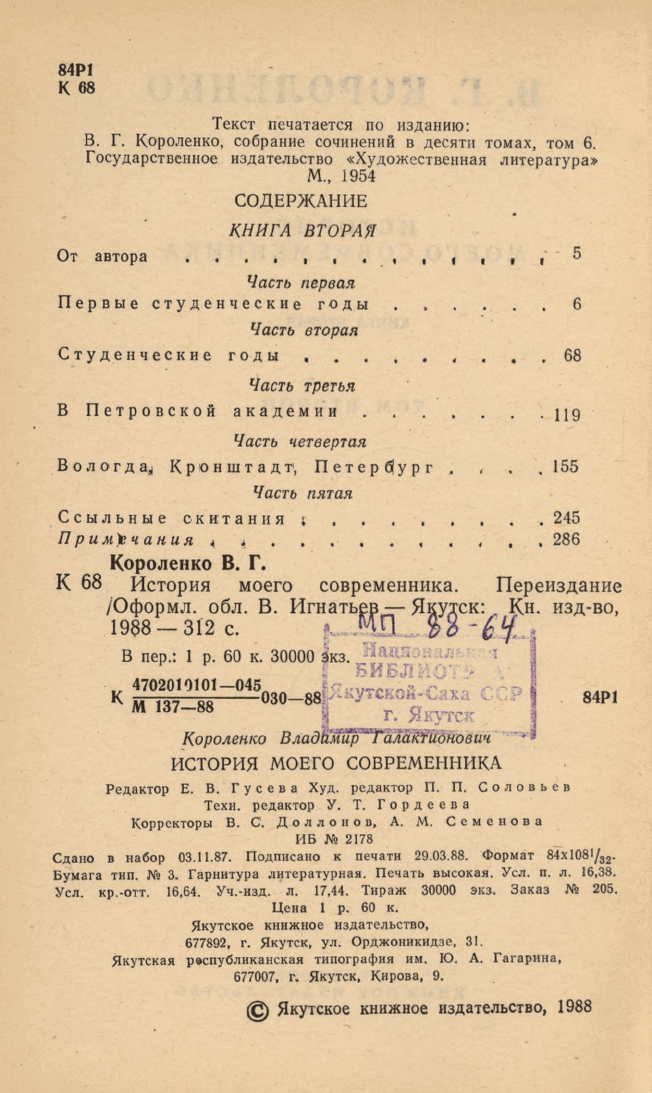 84Р1
К 68
Текст печатается по изданию:
В. Г. Короленко, собрание сочинений в десяти томах, том 6.
Государственное издательство «Художественная литература»
М., 1954
СОДЕРЖАНИЕ
КНИГА ВТОРАЯ
От автора . . . . . . . . . . . . . 5
Часть первая
Первые студенческие годы . . . . . . 6
Часть вторая
Студенческие годы . . . . . . . . . 68
Часть третья
В Петровской академии . . . . . . . 119
Часть четвертая
Вологда, Кронштадт, Петербург . . . . 155
Часть пятая
Ссыльные скитания . . . . . . . . . 245
Примечания . . . . . . . . . . . . 286
Короленко В. Г.
К 68 История моего современника. Переиздание
/Оформл. обл. В. Игнатьев — Якутск: Кн. изд-во,
1988 — 312 с.
МП 88-64
В пер.: 1 р. 60 к. 30000 экз.
Национальная
БИБЛИОТЕКА
Якутской-Саха ССР
г. Якутск
К 4702010101—045
М 137—88 030—88 84Р1
Короленко Владимир Галактионович
ИСТОРИЯ МОЕГО СОВРЕМЕННИКА
Редактор Е. В. Гусева Худ. редактор П. П. Соловьев
Техн. редактор У. Т. Гордеева
Корректоры В. С. Доллонов, А. М. Семенова
ИБ № 2178
Сдано в набор 03.11.87. Подписано к печати 29.03.88. Формат 84х108¹/₃₂.
Бумага тип. № 3. Гарнитура литературная. Печать высокая. Усл. п. л. 16,38.
Усл. кр.-отт. 16,64. Уч.-изд. л. 17,44. Тираж 30000 экз. Заказ № 205.
Цена 1 р. 60 к.
Якутское книжное издательство,
677892, г. Якутск, ул. Орджоникидзе, 31.
Якутская республиканская типография им. Ю. А. Гагарина,
677007, г. Якутск, Кирова, 9.
© Якутское книжное издательство, 1988